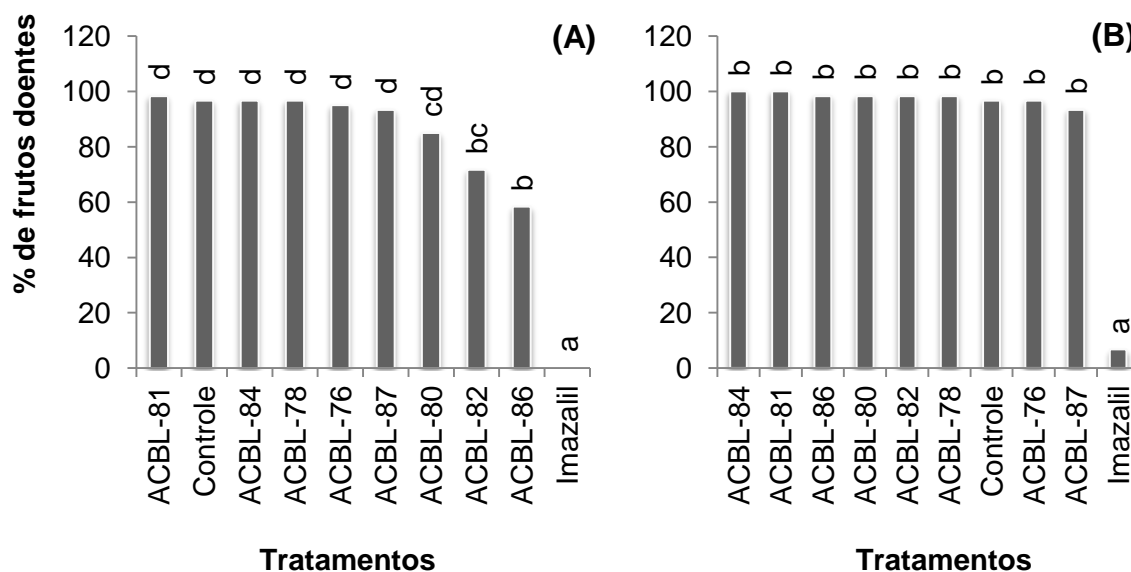 % de frutos doentes
120
100
80
60
40
20
0
(A)
d
d
d
d
d
d
cd
bc
b
a
ACBL-81
Controle
ACBL-84
ACBL-78
ACBL-76
ACBL-87
ACBL-80
ACBL-82
ACBL-86
Imazalil
Tratamentos
120
100
80
60
40
20
0
(B)
b
b
b
b
b
b
b
b
b
a
ACBL-84
ACBL-81
ACBL-86
ACBL-80
ACBL-82
ACBL-78
Controle
ACBL-76
ACBL-87
Imazalil
Tratamentos